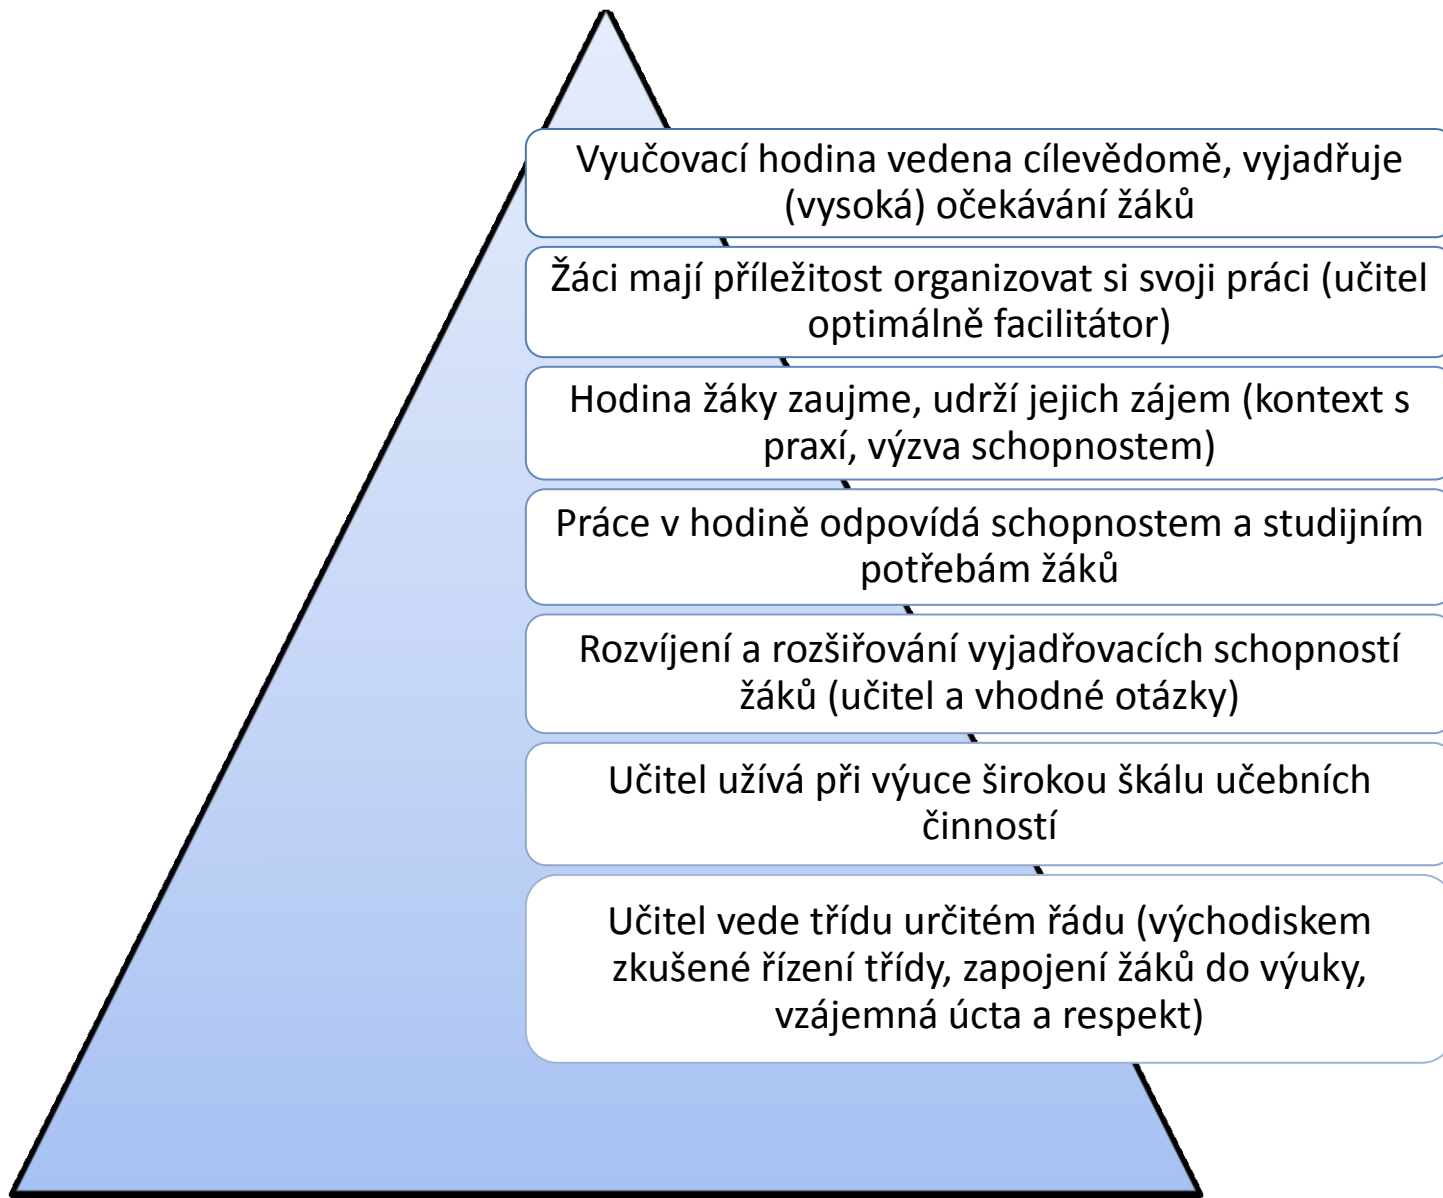 Vyučovací hodina vedena cílevědomě, vyjadřuje
(vysoká) očekávání žáků
Žáci mají příležitost organizovat si svoji práci (učitel
optimálně facilitátor)
Hodina žáky zaujme, udrží jejich zájem (kontext s
praxí, výzva schopnostem)
Práce v hodině odpovídá schopnostem a studijním
potřebám žáků
Rozvíjení a rozšiřování vyjadřovacích schopností
žáků (učitel a vhodné otázky)
Učitel užívá při výuce širokou škálu učebních
činností
Učitel vede třídu určitém řádu (východiskem
zkušené řízení třídy, zapojení žáků do výuky,
vzájemná úcta a respekt)